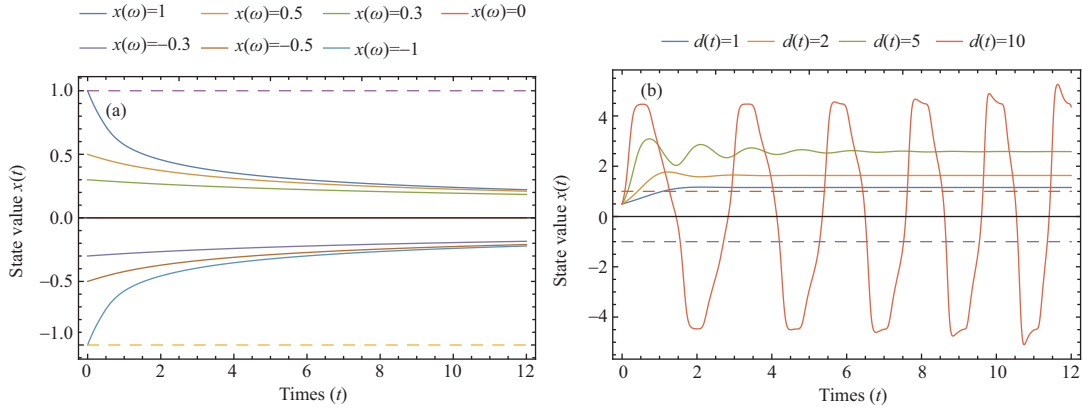 x(ω)=1 x(ω)=0.5 x(ω)=0.3 x(ω)=0
x(ω)=−0.3 x(ω)=−0.5 x(ω)=−1
(a)
State value x(t)
1.0
0.5
0.0
−0.5
−1.0
0 2 4 6 8 10 12
Times (t)
d(t)=1 d(t)=2 d(t)=5 d(t)=10
(b)
State value x(t)
4
2
0
−2
−4
0 2 4 6 8 10 12
Times (t)